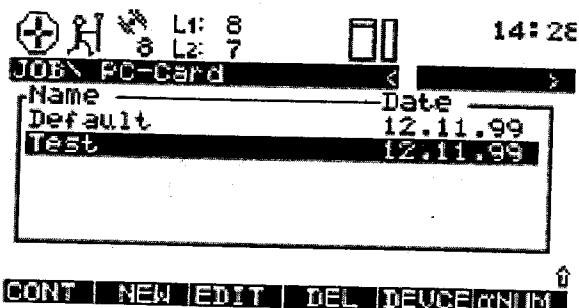 L1: 8
8 L2: 7
14:28
JOB\ PC-Card < >
Name Date
Default 12.11.99
Test 12.11.99
CONT NEW EDIT DEL DEVCE αNUM